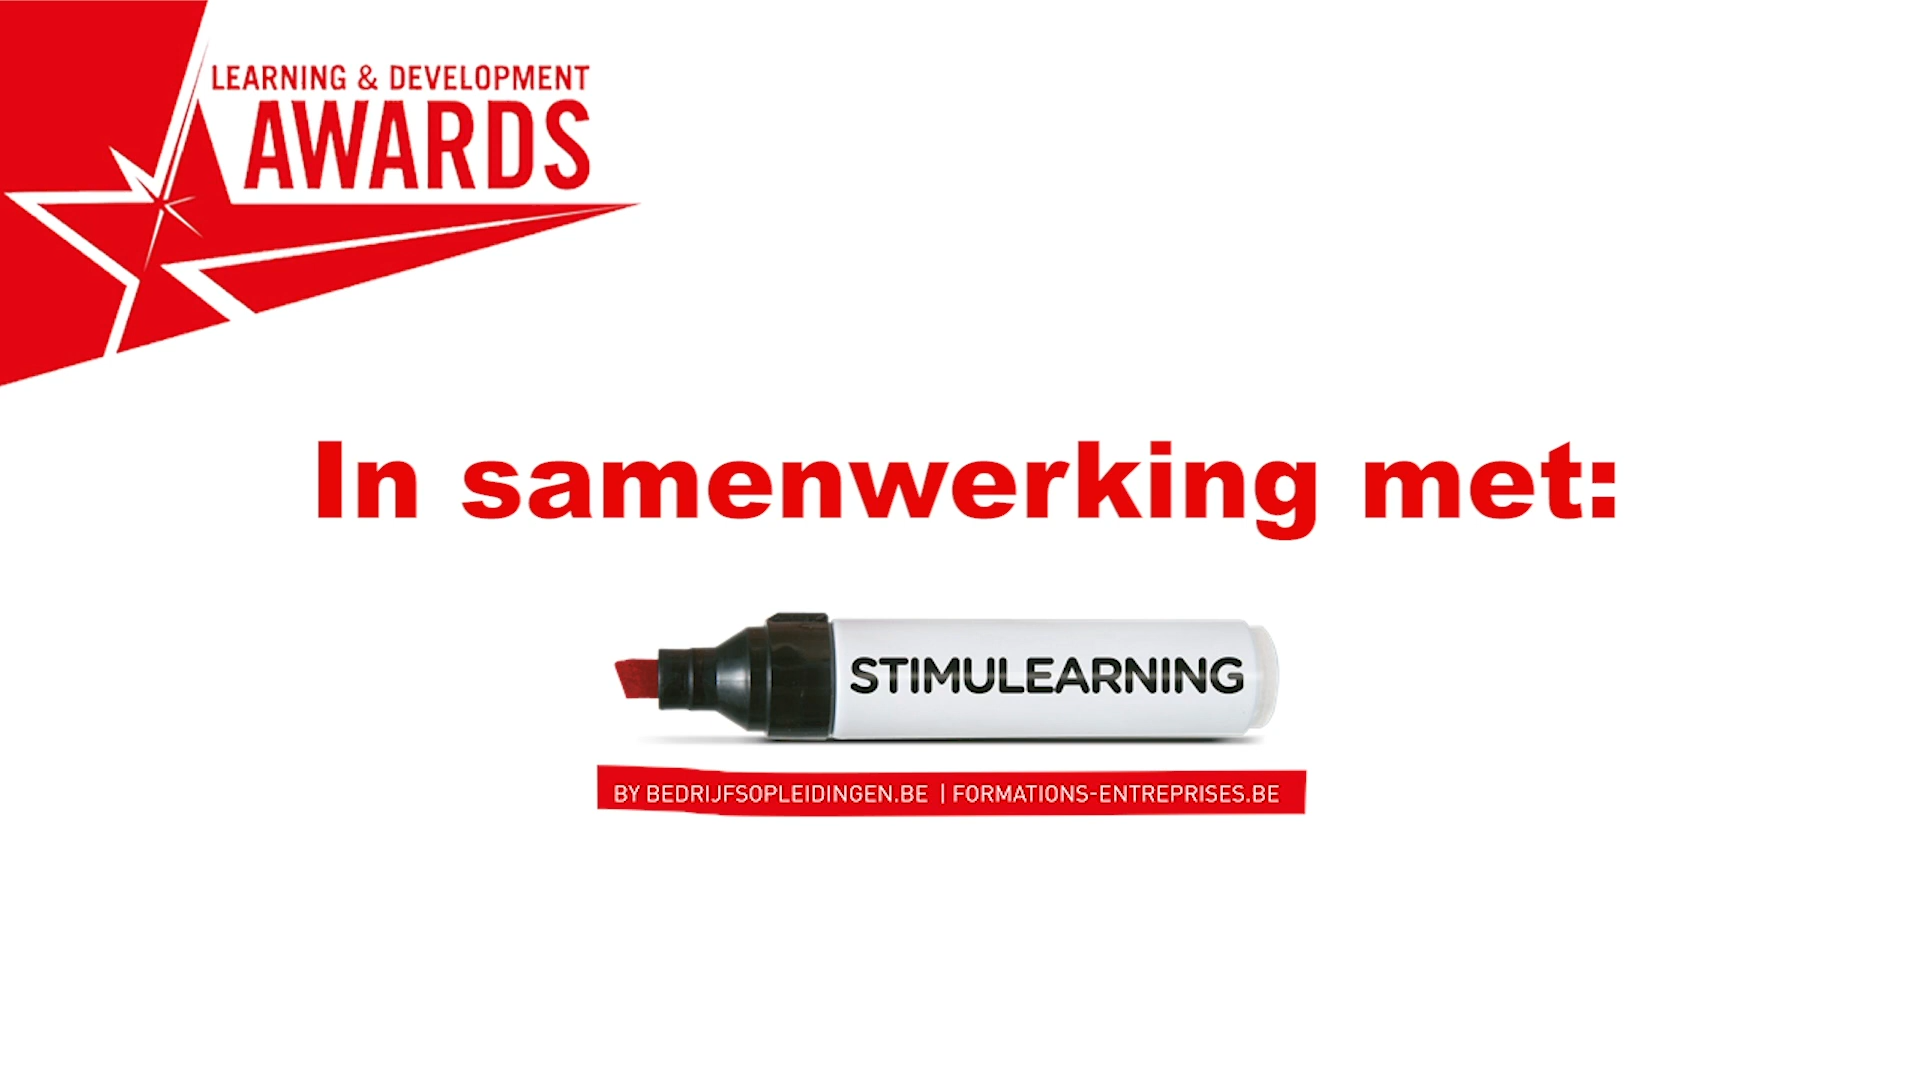 LEARNING & DEVELOPMENT
AWARDS
In samenwerking met:
STIMULEARNING
BY BEDRIJFSOPLEIDINGEN.BE | FORMATIONS-ENTREPRISES.BE